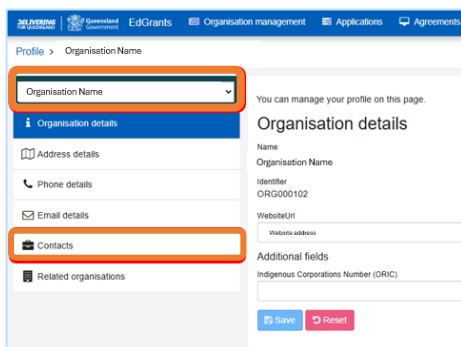 DELIVERING
FOR QUEENSLAND
Queensland
Government
EdGrants
Organisation management
Applications
Agreements
Profile > Organisation Name
Organisation Name
Organisation details
Address details
Phone details
Email details
Contacts
Related organisations
You can manage your profile on this page.
Organisation details
Name
Organisation Name
Identifier
ORG000102
WebsiteUrl
Website address
Additional fields
Indigenous Corporations Number (ORIC)
Save
Reset